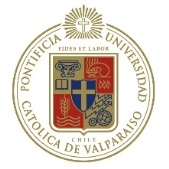 PONTIFICIA UNIVERSIDAD
CATOLICA DE VALPARAISO
FIDES ET LABOR
CHILE